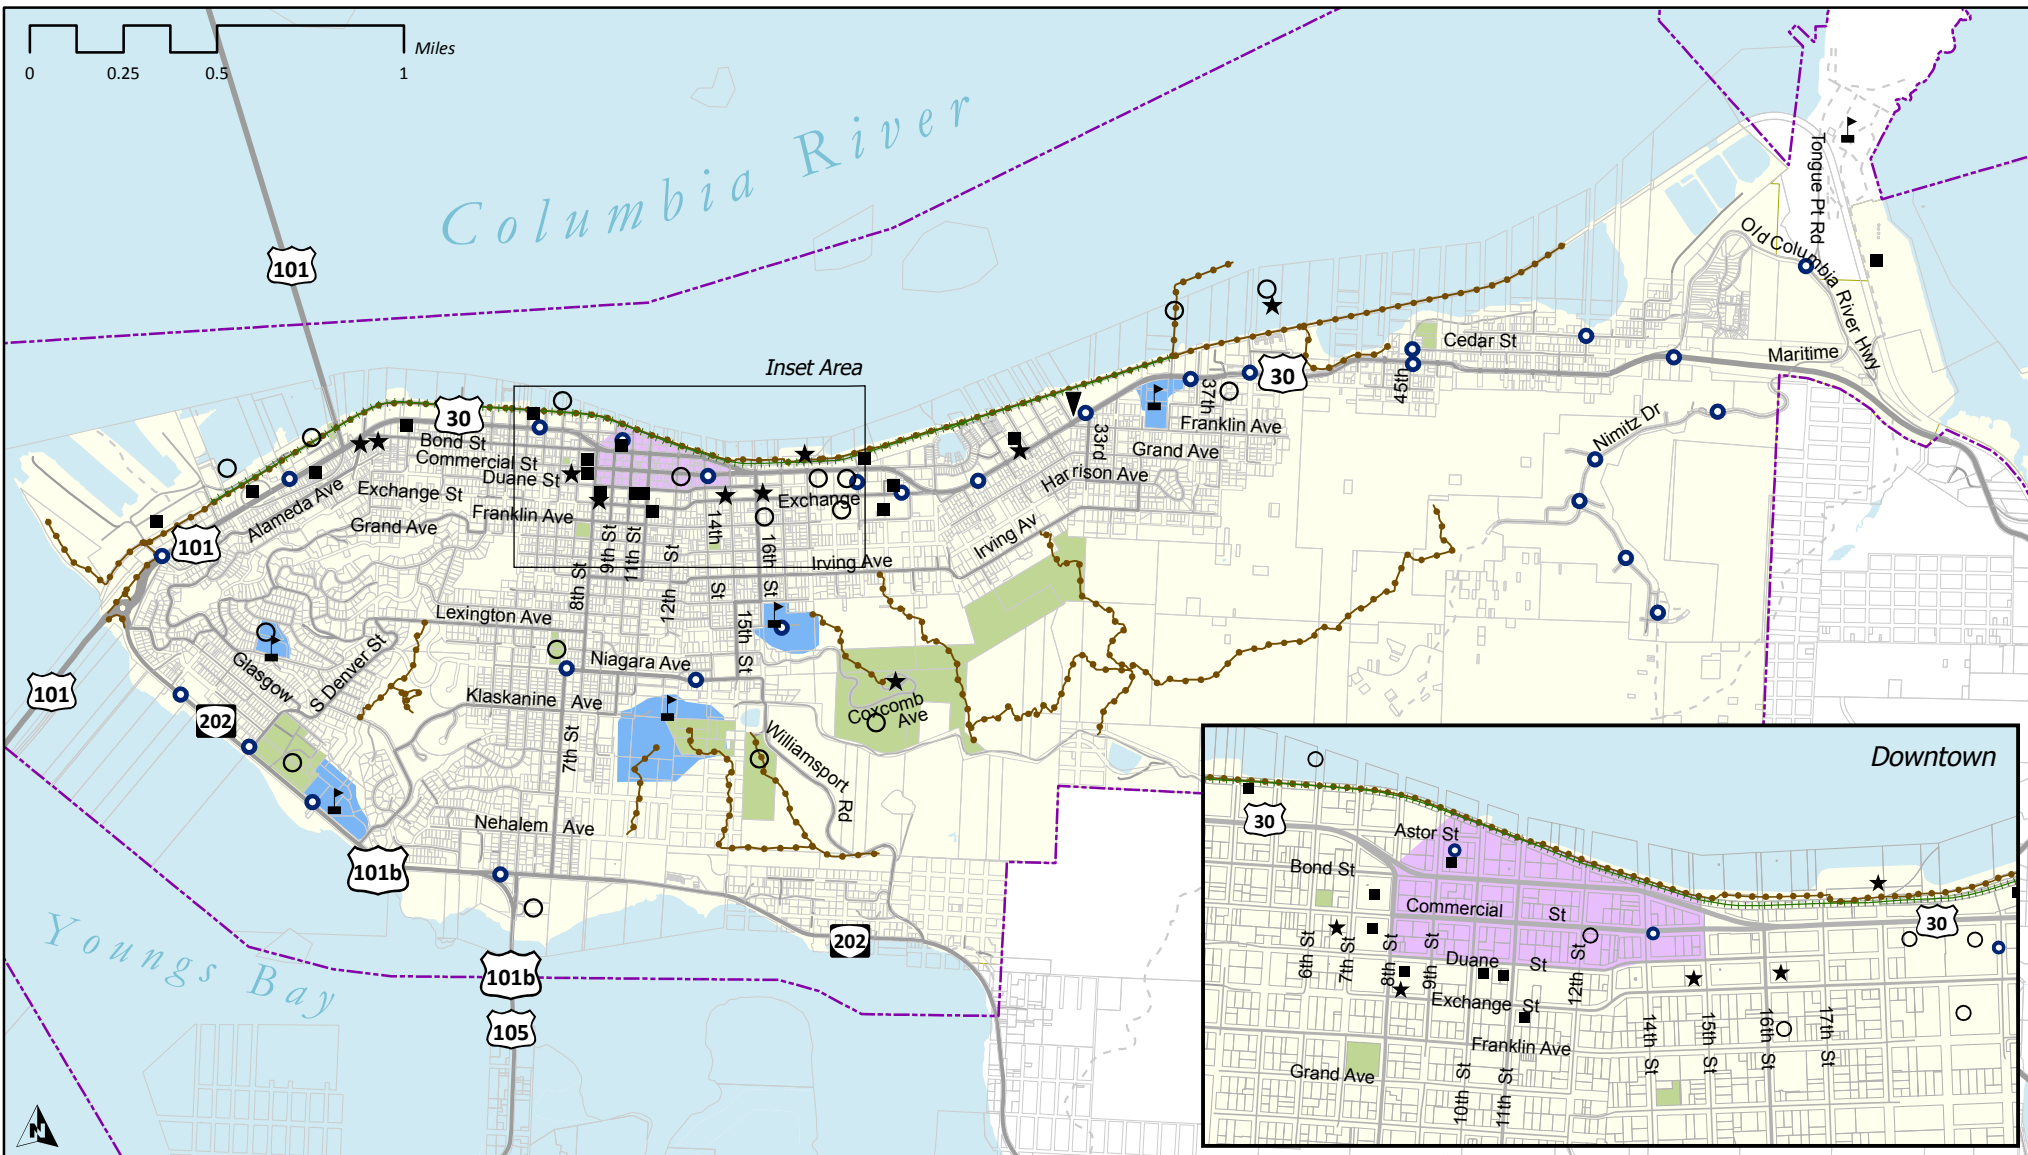 Miles
0 0.25 0.5 1
Columbia River
101
Tongue Pt Rd
Old Columbia River Hwy
Inset Area
30
Cedar St
Maritime
45th
30
37th
Franklin Ave
Grand Ave
33rd
Harrison Ave
Nimitz Dr
Bond St
Commercial St
Duane St
Exchange St
Alameda Ave
Franklin Ave
Grand Ave
Exchange
101
9th St
11th St
14th St
16th St
Irving Ave
Irving Av
8th St
12th St
15th St
Lexington Ave
Niagara Ave
Glasgow
S Denver St
Klaskanine Ave
Coxcomb Ave
101
202
7th St
Williamsport Rd
Nehalem Ave
101b
202
Youngs Bay
101b
105
N
Downtown
30
Astor St
Bond St
Commercial St
30
6th St
7th St
8th St
9th St
Duane St
12th St
Exchange St
14th St
15th St
16th St
17th St
Franklin Ave
Grand Ave
10th St
11th St